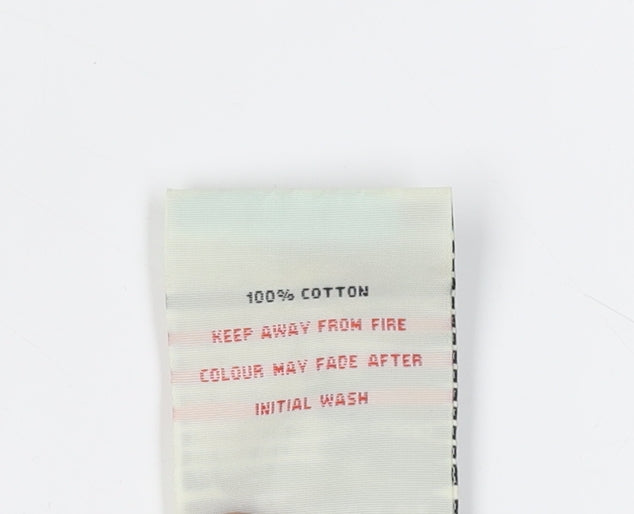 100% COTTON
KEEP AWAY FROM FIRE
COLOUR MAY FADE AFTER
INITIAL WASH